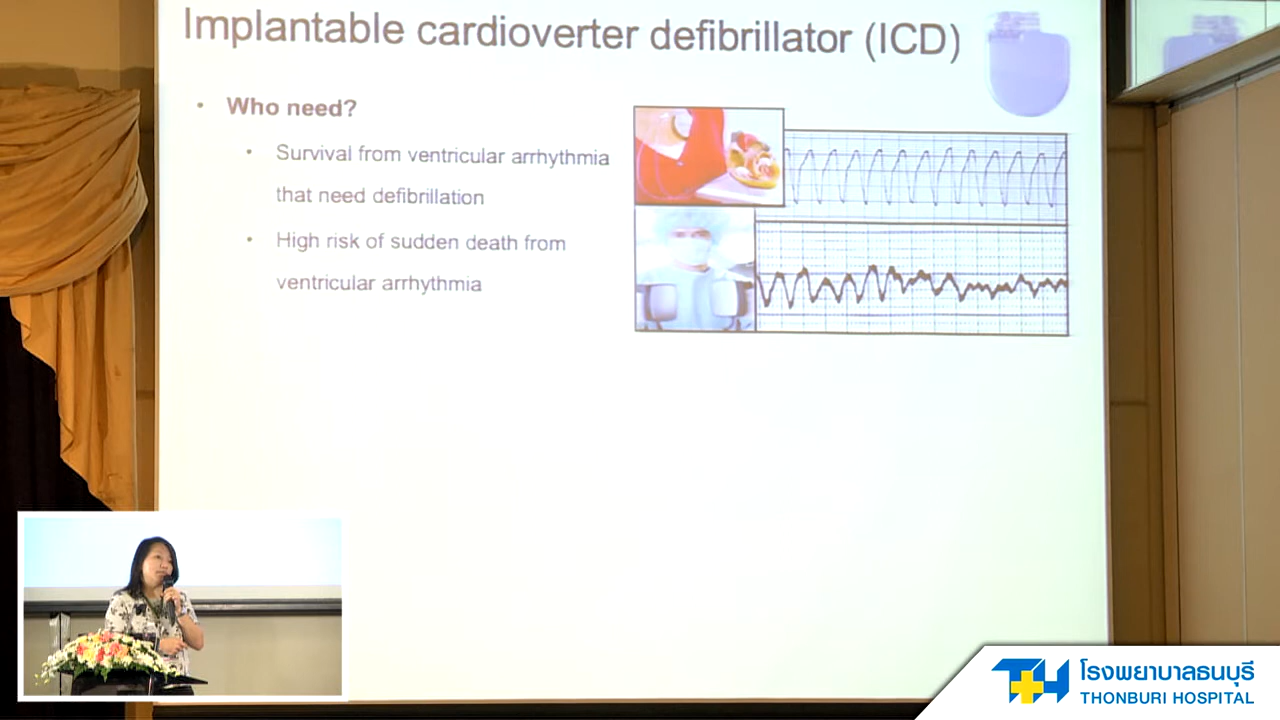 Implantable cardioverter defibrillator (ICD)
• Who need?
• Survival from ventricular arrhythmia
that need defibrillation
• High risk of sudden death from
ventricular arrhythmia
TH
โรงพยาบาลธนบุรี
THONBURI HOSPITAL